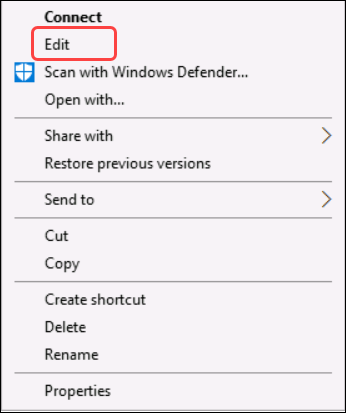 Connect
Edit
Scan with Windows Defender...
Open with...
Share with
Restore previous versions
Send to
Cut
Copy
Create shortcut
Delete
Rename
Properties